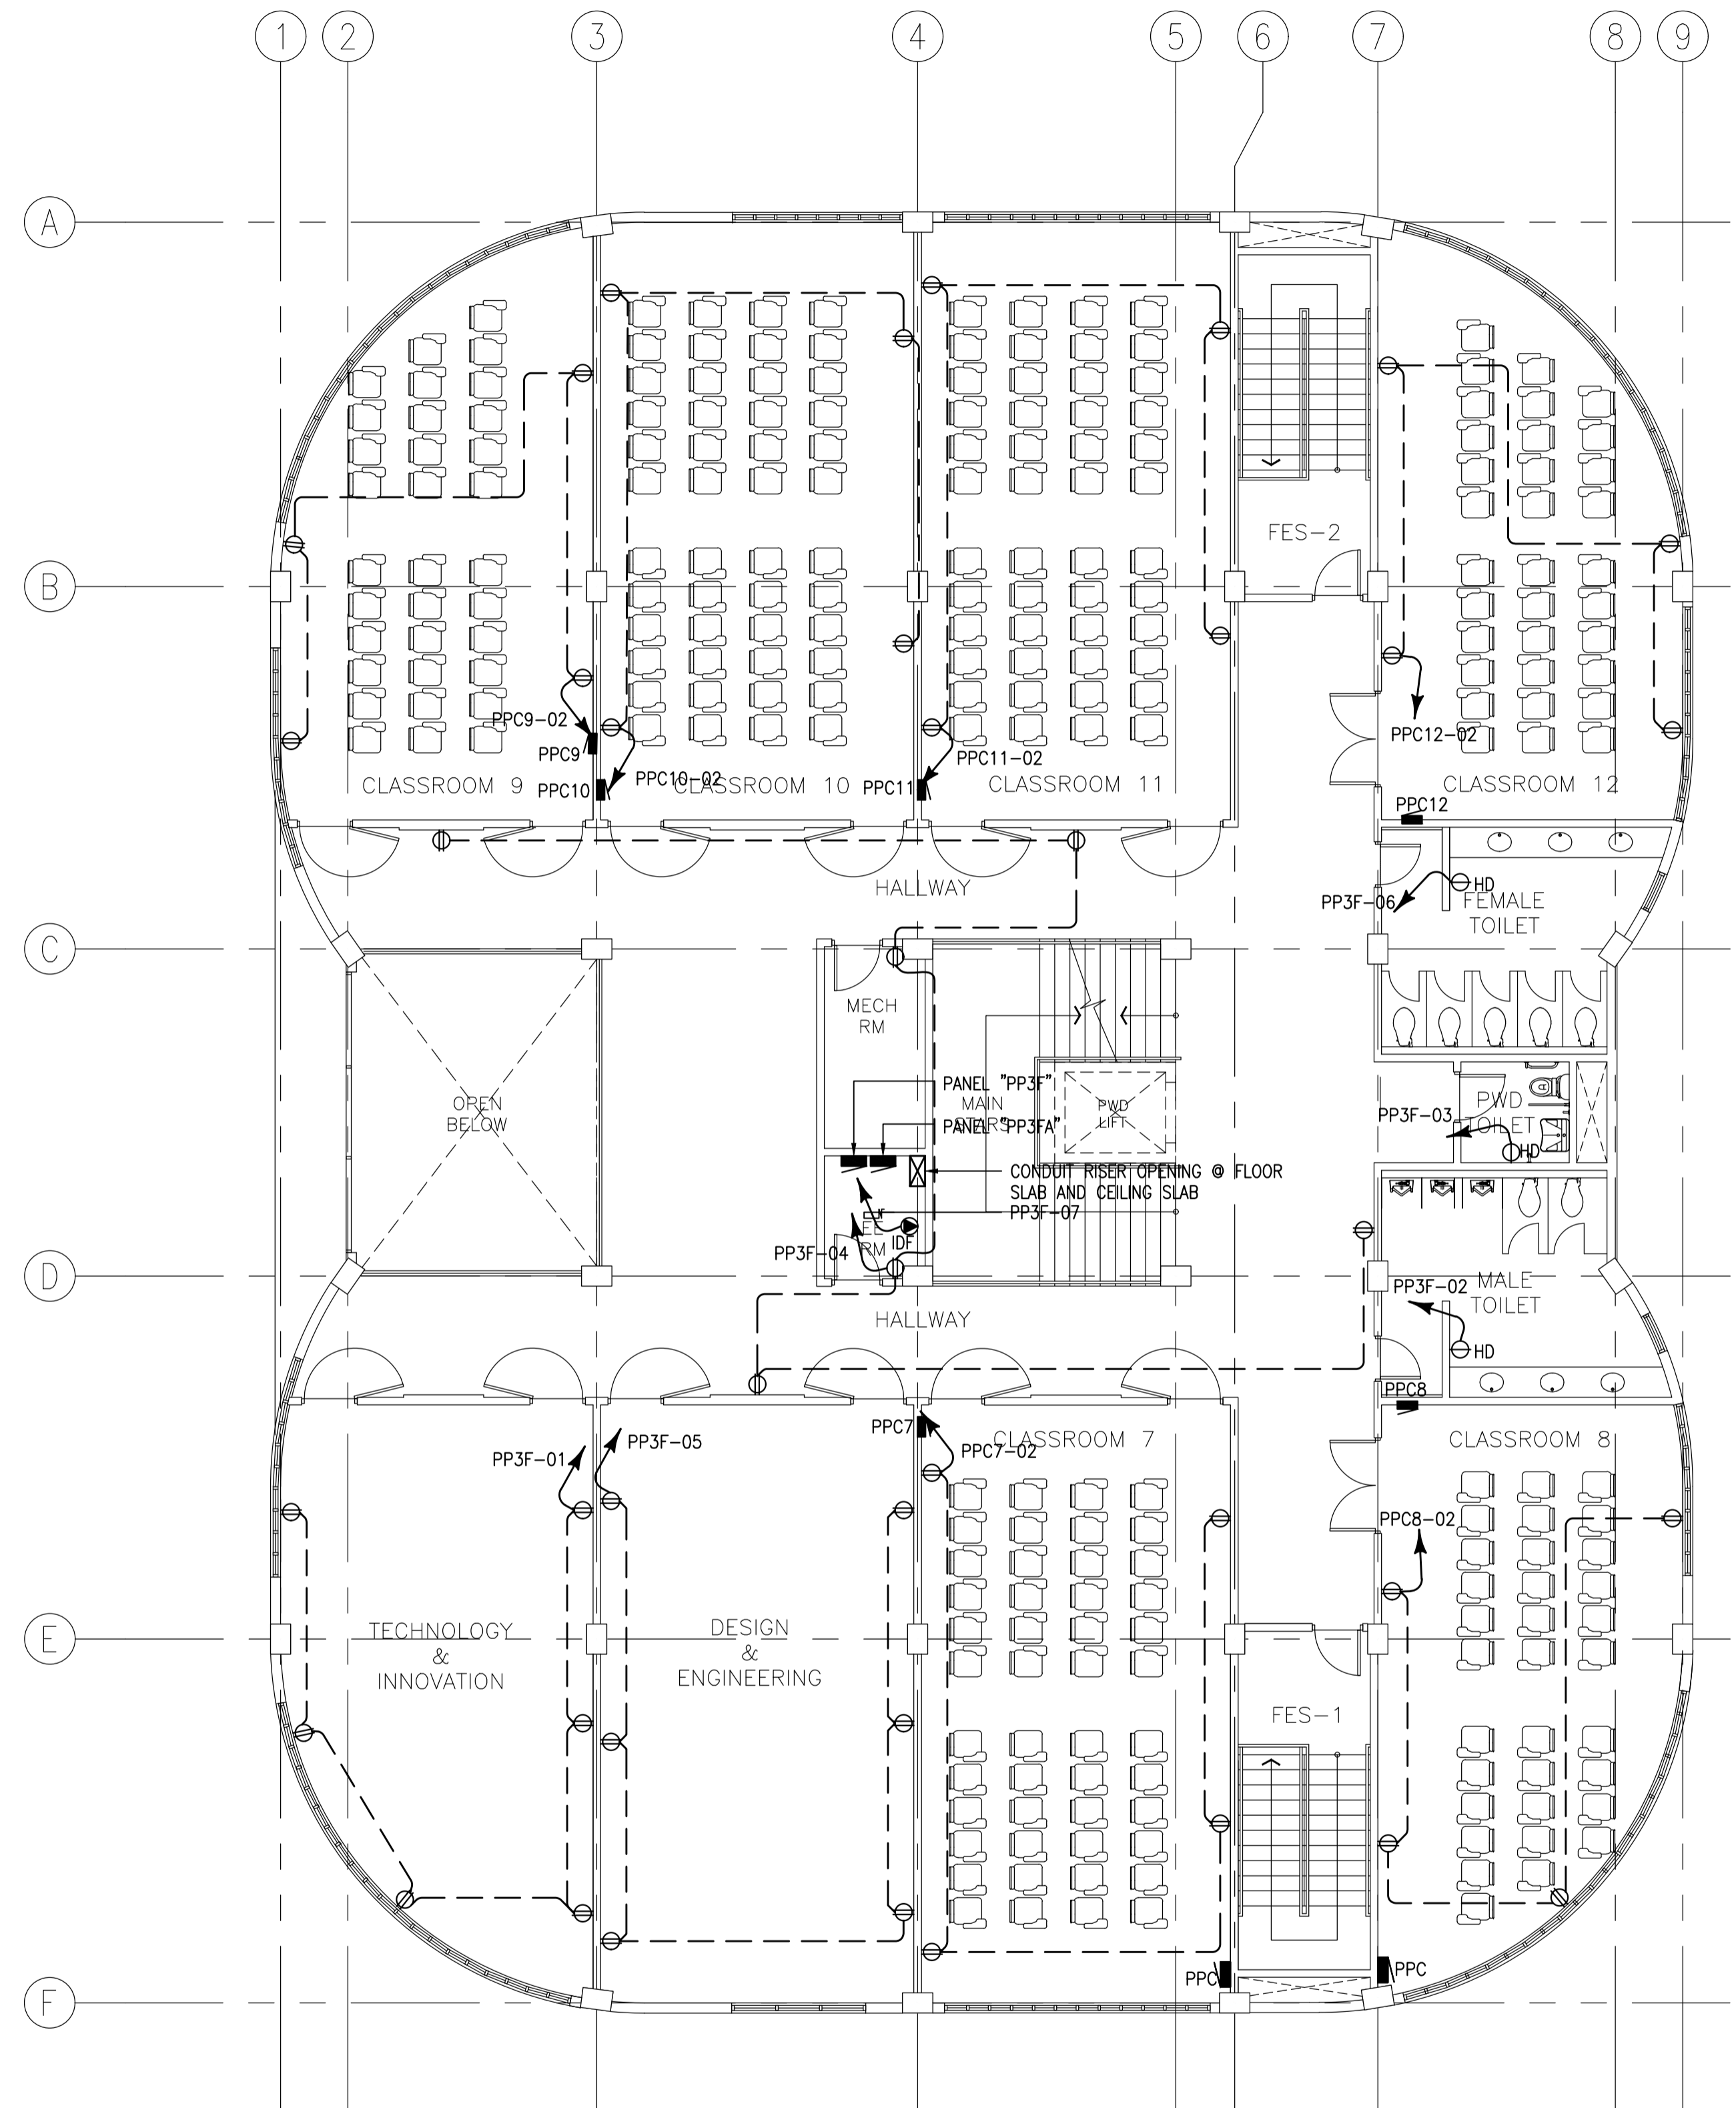 1
2
3
4
5
6
7
8
9
A
B
C
D
E
F
FES-2
PPC9-02
PPC9
PPC10
PPC10-02
PPC11
PPC11-02
PPC12-02
CLASSROOM 9
CLASSROOM 10
CLASSROOM 11
CLASSROOM 12
PPC12
HALLWAY
HD
PP3F-06
FEMALE
TOILET
MECH
RM
PANEL "PP3F"
OPEN
BELOW
MAIN
STAIRS
PWD
LIFT
PANEL "PP3FA"
PP3F-03
PWD
TOILET
HD
CONDUIT RISER OPENING @ FLOOR
SLAB AND CEILING SLAB
PP3F-07
EE
RM
IDF
PP3F-04
MALE
TOILET
PP3F-02
HD
HALLWAY
PPC8
PPC7
PPC7-02
CLASSROOM 7
CLASSROOM 8
PP3F-01
PP3F-05
PPC8-02
TECHNOLOGY
&
INNOVATION
DESIGN
&
ENGINEERING
FES-1
PPC
PPC